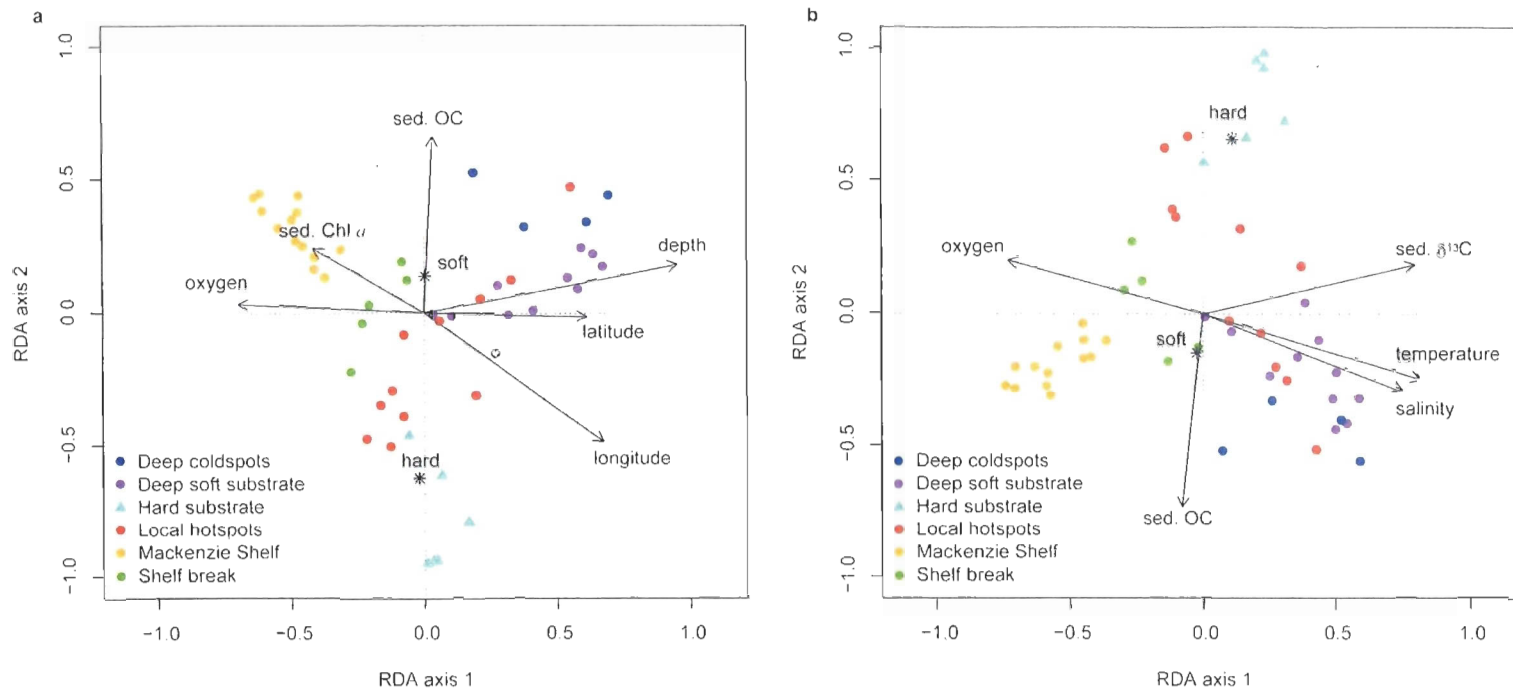 a
1.0
0.5
0.0
−0.5
−1.0
RDA axis 2
sed. OC
sed. Chl a
oxygen
soft
depth
latitude
longitude
hard
Deep coldspots
Deep soft substrate
Hard substrate
Local hotspots
Mackenzie Shelf
Shelf break
−1.0 −0.5 0.0 0.5 1.0
RDA axis 1
b
1.0
0.5
0.0
−0.5
−1.0
RDA axis 2
hard
oxygen
sed. δ13C
soft
temperature
salinity
sed. OC
Deep coldspots
Deep soft substrate
Hard substrate
Local hotspots
Mackenzie Shelf
Shelf break
−1.0 −0.5 0.0 0.5 1.0
RDA axis 1